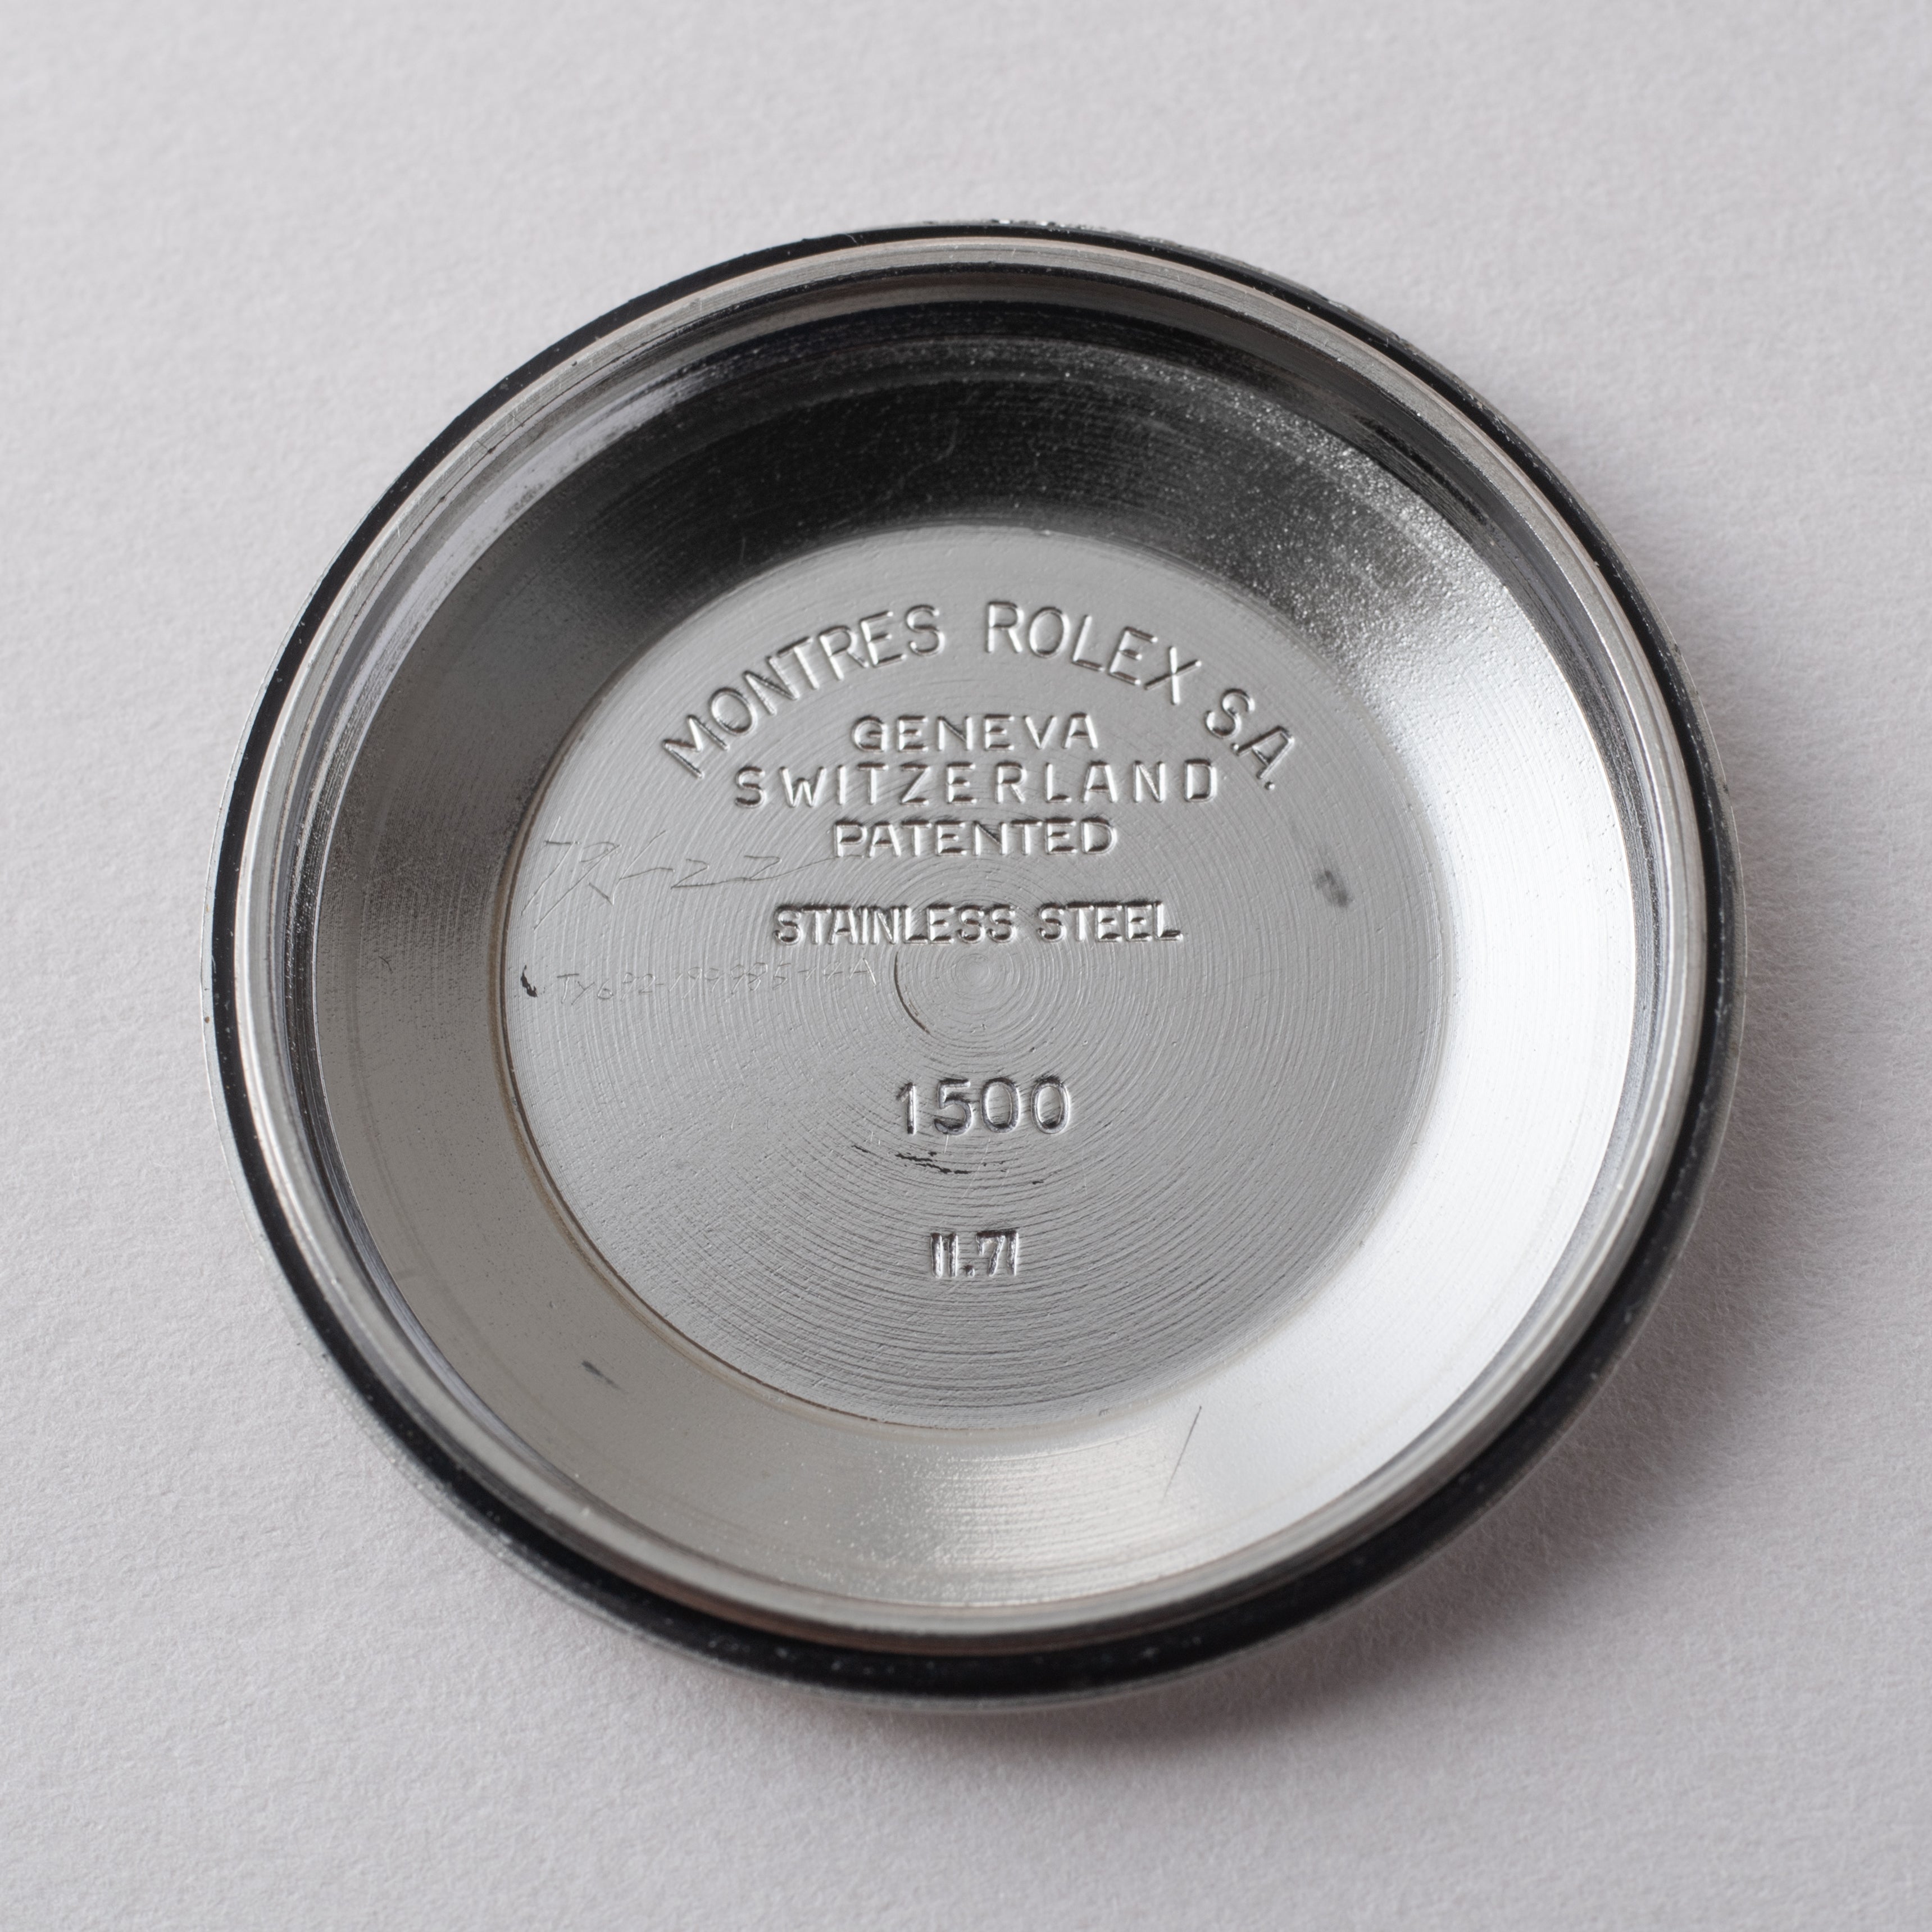 MONTRES ROLEX S.A.
GENEVA
SWITZERLAND
PATENTED
STAINLESS STEEL
1500
II.71